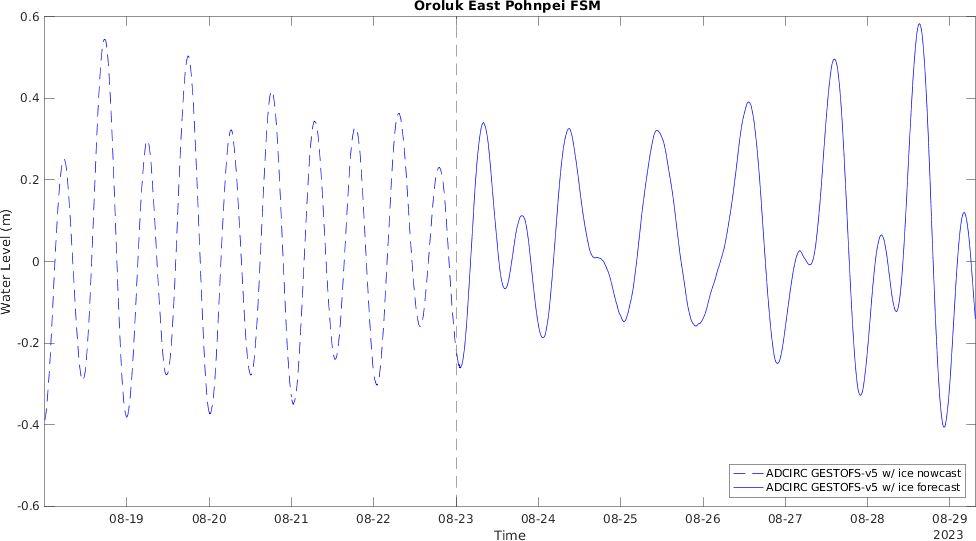 Oroluk East Pohnpei FSM
0.6
0.4
0.2
0
-0.2
-0.4
-0.6
Water Level (m)
ADCIRC GESTOFS-v5 w/ ice nowcast
ADCIRC GESTOFS-v5 w/ ice forecast
08-19 08-20 08-21 08-22 08-23 08-24 08-25 08-26 08-27 08-28 08-29
2023
Time